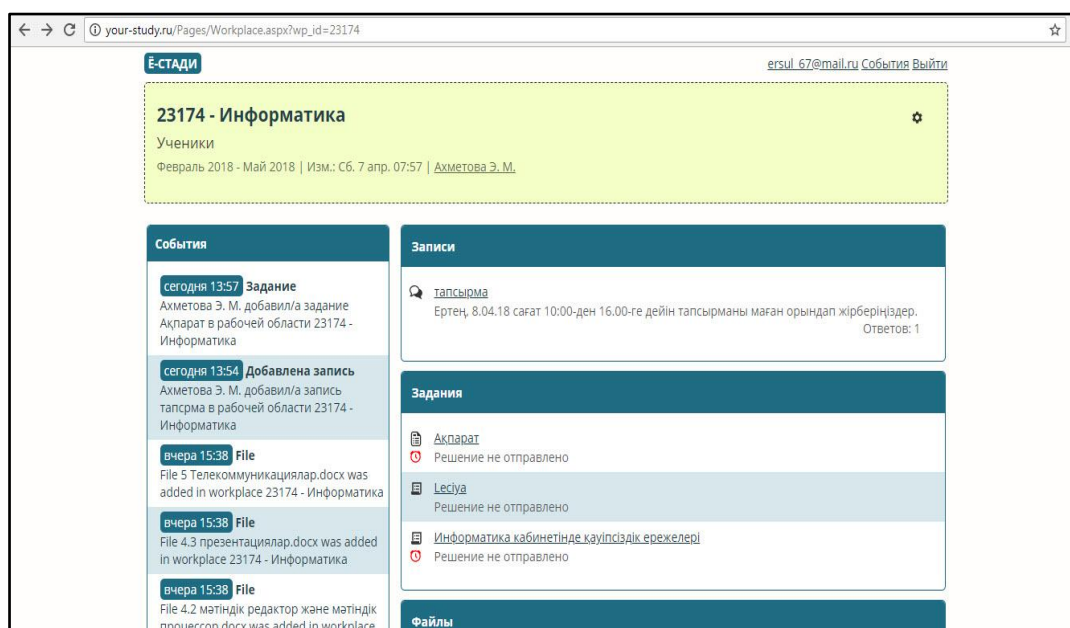 your-study.ru/Pages/Workplace.aspx?wp_id=23174
Ё-СТАДИ
ersul_67@mail.ru События Выйти
23174 - Информатика
Ученики
Февраль 2018 - Май 2018 | Изм.: Сб. 7 апр. 07:57 | Ахметова Э. М.
События
сегодня 13:57 Задание
Ахметова Э. М. добавил/а задание
Ақпарат в рабочей области 23174 -
Информатика
сегодня 13:54 Добавлена запись
Ахметова Э. М. добавил/а запись
тапсрма в рабочей области 23174 -
Информатика
вчера 15:38 File
File 5 Телекоммуникациялар.docx was
added in workplace 23174 - Информатика
вчера 15:38 File
File 4.3 презентациялар.docx was added
in workplace 23174 - Информатика
вчера 15:38 File
File 4.2 мәтіндік редактор және мәтіндік
процессор.docx was added in workplace
Записи
тапсырма
Ертең, 8.04.18 сағат 10:00-ден 16.00-ге дейін тапсырманы маған орындап жірберіңіздер.
Ответов: 1
Задания
Ақпарат
Решение не отправлено
Leciya
Решение не отправлено
Информатика кабинетінде қауіпсіздік ережелері
Решение не отправлено
Файлы